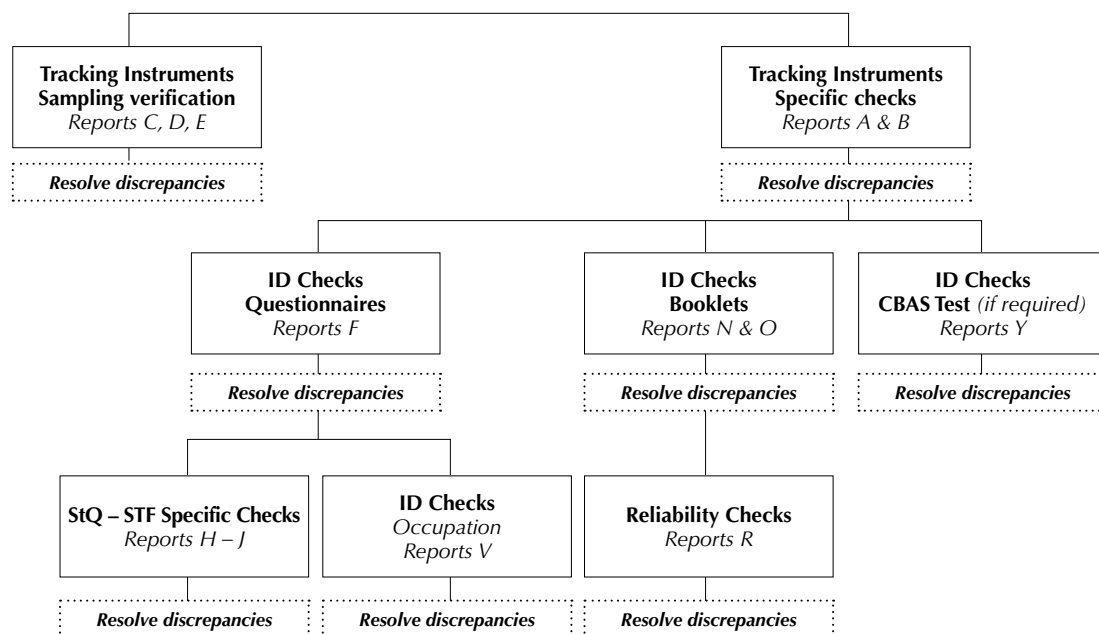 Tracking Instruments
Sampling verification
Reports C, D, E
Resolve discrepancies
Tracking Instruments
Specific checks
Reports A & B
Resolve discrepancies
ID Checks
Questionnaires
Reports F
Resolve discrepancies
ID Checks
Booklets
Reports N & O
Resolve discrepancies
ID Checks
CBAS Test (if required)
Reports Y
Resolve discrepancies
StQ – STF Specific Checks
Reports H – J
Resolve discrepancies
ID Checks
Occupation
Reports V
Resolve discrepancies
Reliability Checks
Reports R
Resolve discrepancies